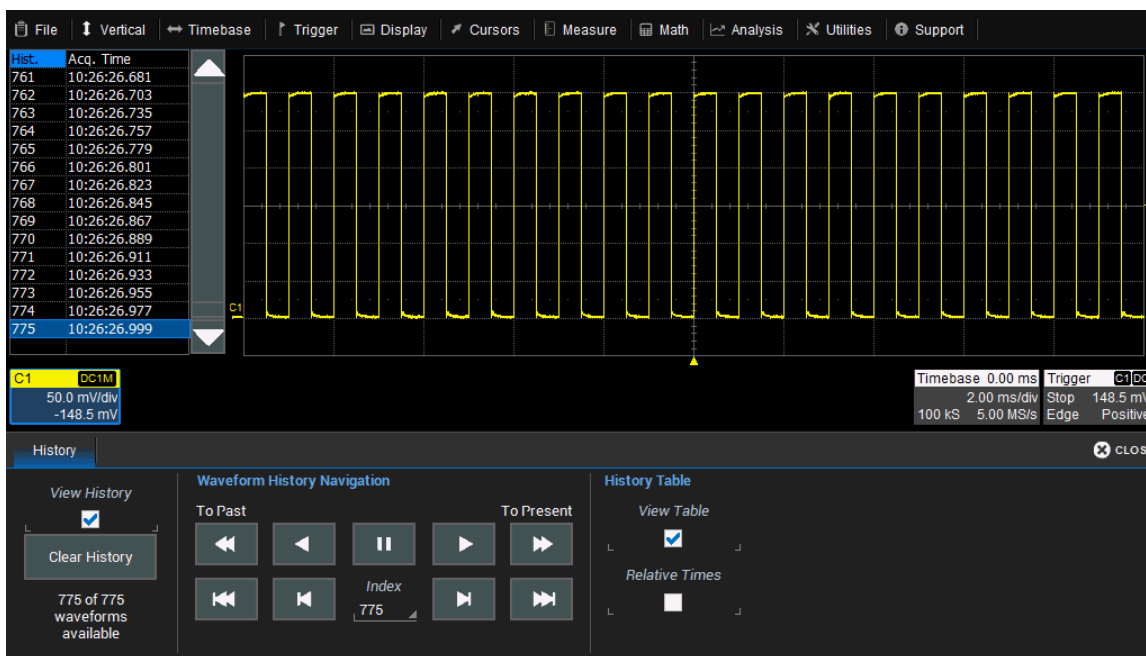 File Vertical Timebase Trigger Display Cursors Measure Math Analysis Utilities Support
Hist. Acq. Time
761 10:26:26.681
762 10:26:26.703
763 10:26:26.735
764 10:26:26.757
765 10:26:26.779
766 10:26:26.801
767 10:26:26.823
768 10:26:26.845
769 10:26:26.867
770 10:26:26.889
771 10:26:26.911
772 10:26:26.933
773 10:26:26.955
774 10:26:26.977
775 10:26:26.999
C1
C1 DC1M
50.0 mV/div
-148.5 mV
Timebase 0.00 ms
2.00 ms/div
100 kS 5.00 MS/s
Trigger C1 DC
Stop 148.5 mV
Edge Positive
History
CLOS
View History
Clear History
775 of 775
waveforms
available
Waveform History Navigation
To Past To Present
Index
775
History Table
View Table
Relative Times